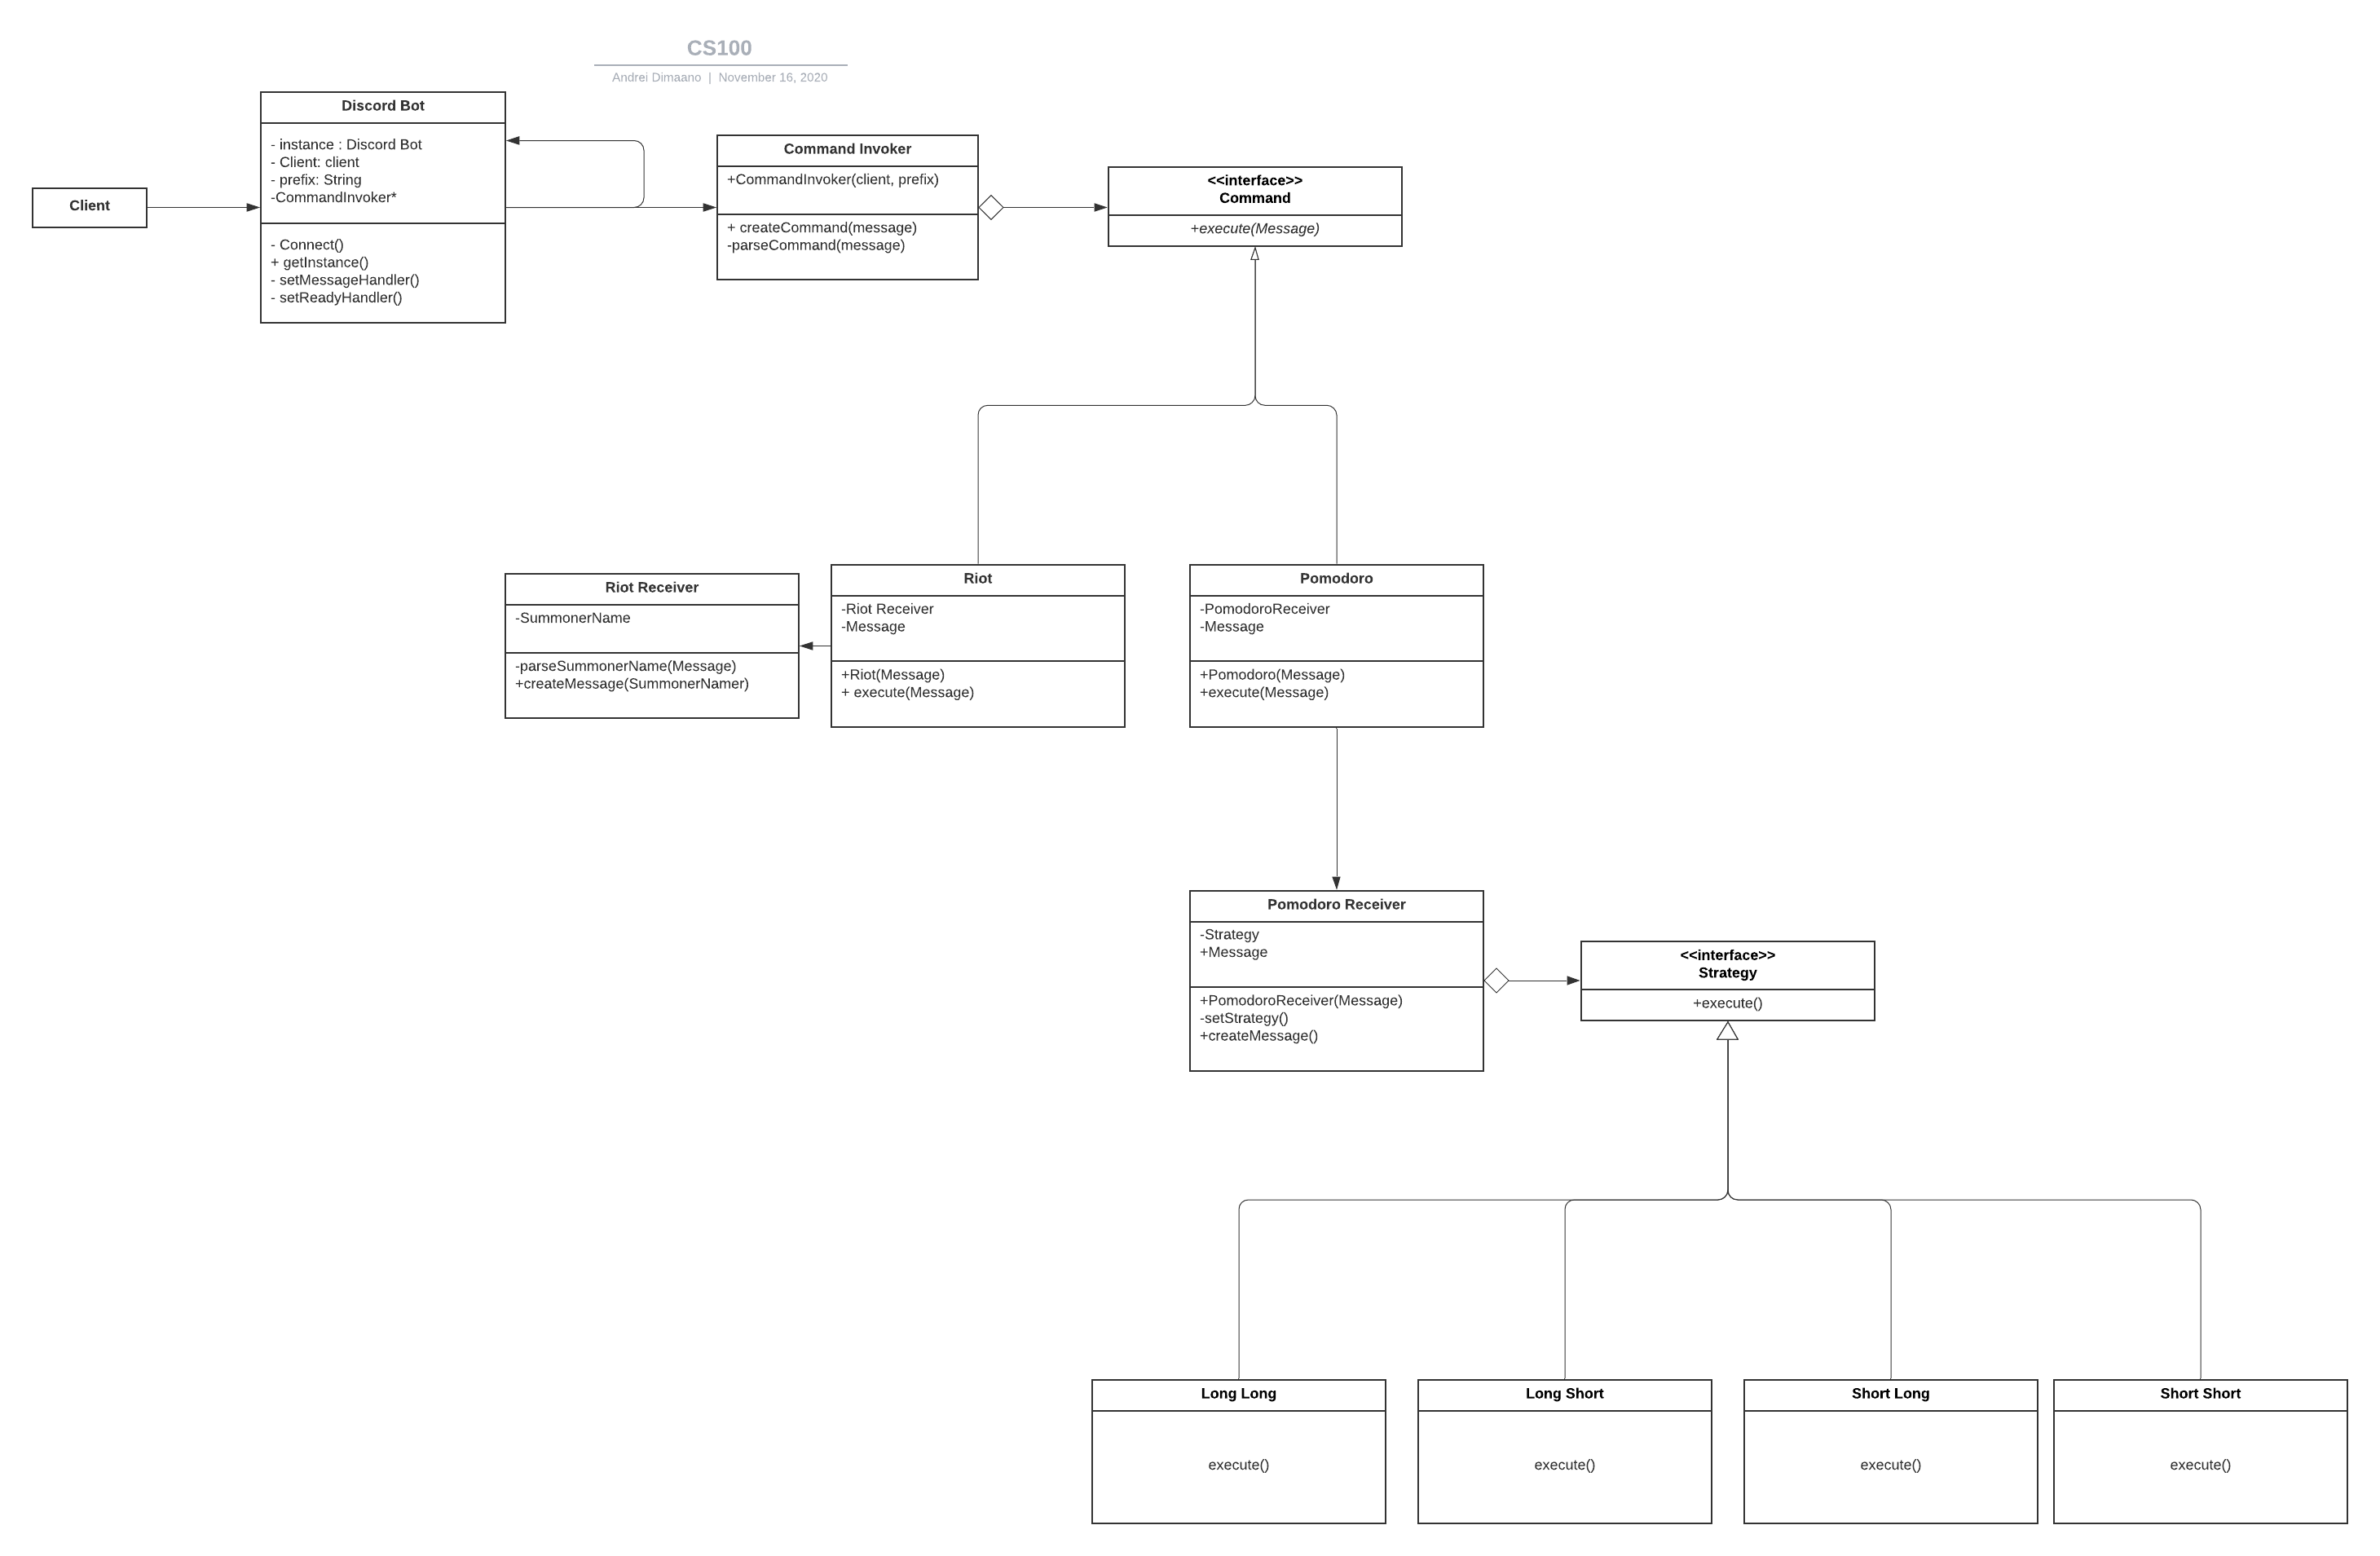 CS100
Andrei Dimaano | November 16, 2020
Discord Bot
- instance : Discord Bot
- Client: client
- prefix: String
-CommandInvoker*
- Connect()
+ getInstance()
- setMessageHandler()
- setReadyHandler()
Client
Command Invoker
+CommandInvoker(client, prefix)
+ createCommand(message)
-parseCommand(message)
<<interface>>
Command
+execute(Message)
Riot Receiver
-SummonerName
-parseSummonerName(Message)
+createMessage(SummonerNamer)
Riot
-Riot Receiver
-Message
+Riot(Message)
+ execute(Message)
Pomodoro
-PomodoroReceiver
-Message
+Pomodoro(Message)
+execute(Message)
Pomodoro Receiver
-Strategy
+Message
+PomodoroReceiver(Message)
-setStrategy()
+createMessage()
<<interface>>
Strategy
+execute()
Long Long
execute()
Long Short
execute()
Short Long
execute()
Short Short
execute()